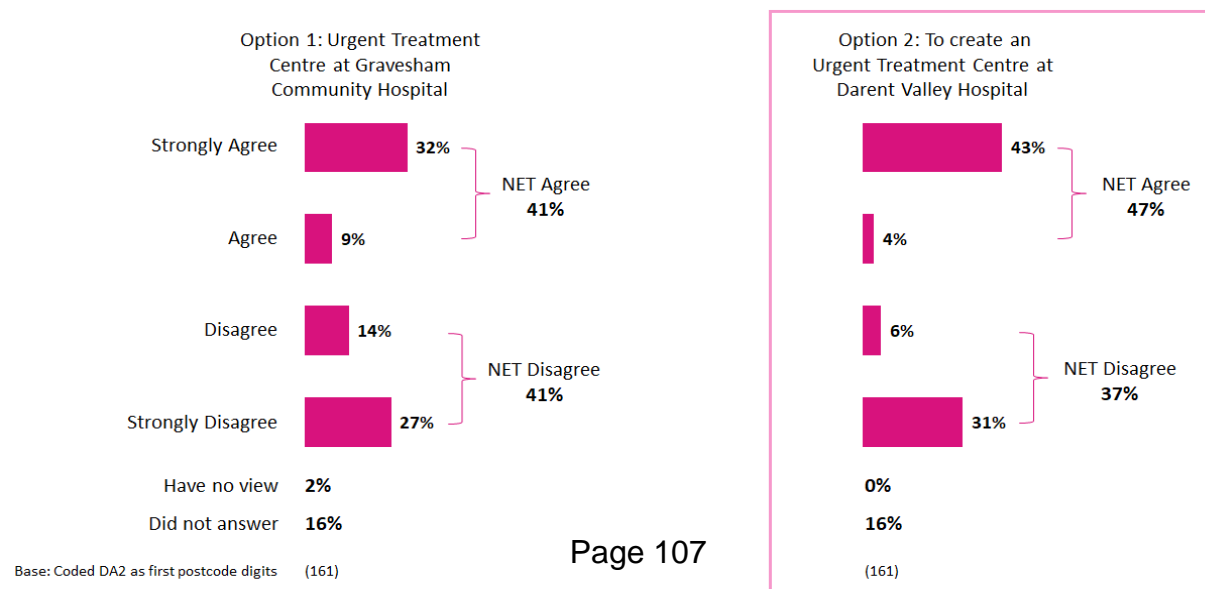 Option 1: Urgent Treatment
Centre at Gravesham
Community Hospital
Strongly Agree 32%
NET Agree
41%
Agree 9%
Disagree 14%
NET Disagree
41%
Strongly Disagree 27%
Have no view 2%
Did not answer 16%
Base: Coded DA2 as first postcode digits (161)
Option 2: To create an
Urgent Treatment Centre at
Darent Valley Hospital
43%
NET Agree
47%
4%
6%
NET Disagree
37%
31%
0%
16%
(161)
Page 107